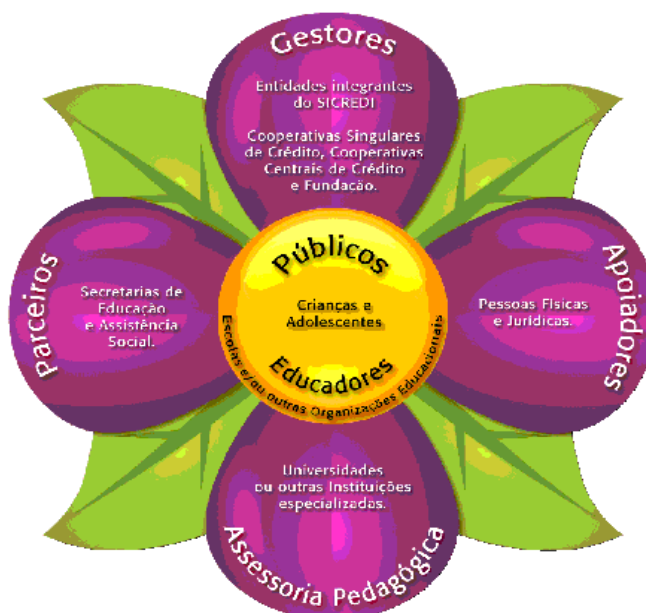 Gestores
Entidades integrantes
do SICREDI
Cooperativas Singulares
de Crédito, Cooperativas
Centrais de Crédito
e Fundação.
Parceiros
Secretarias de
Educação
e Assistência
Social.
Públicos
Crianças e
Adolescentes
Educadores
Escolas e/ou outras Organizações Educacionais
Apoiadores
Pessoas Físicas
e Jurídicas.
Universidades
ou outras Instituições
especializadas.
Assessoria Pedagógica